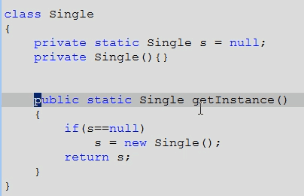 class Single
{
    private static Single s = null;
    private Single(){}
    public static Single getInstance()
    {
        if(s==null)
            s = new Single();
        return s;
    }
}